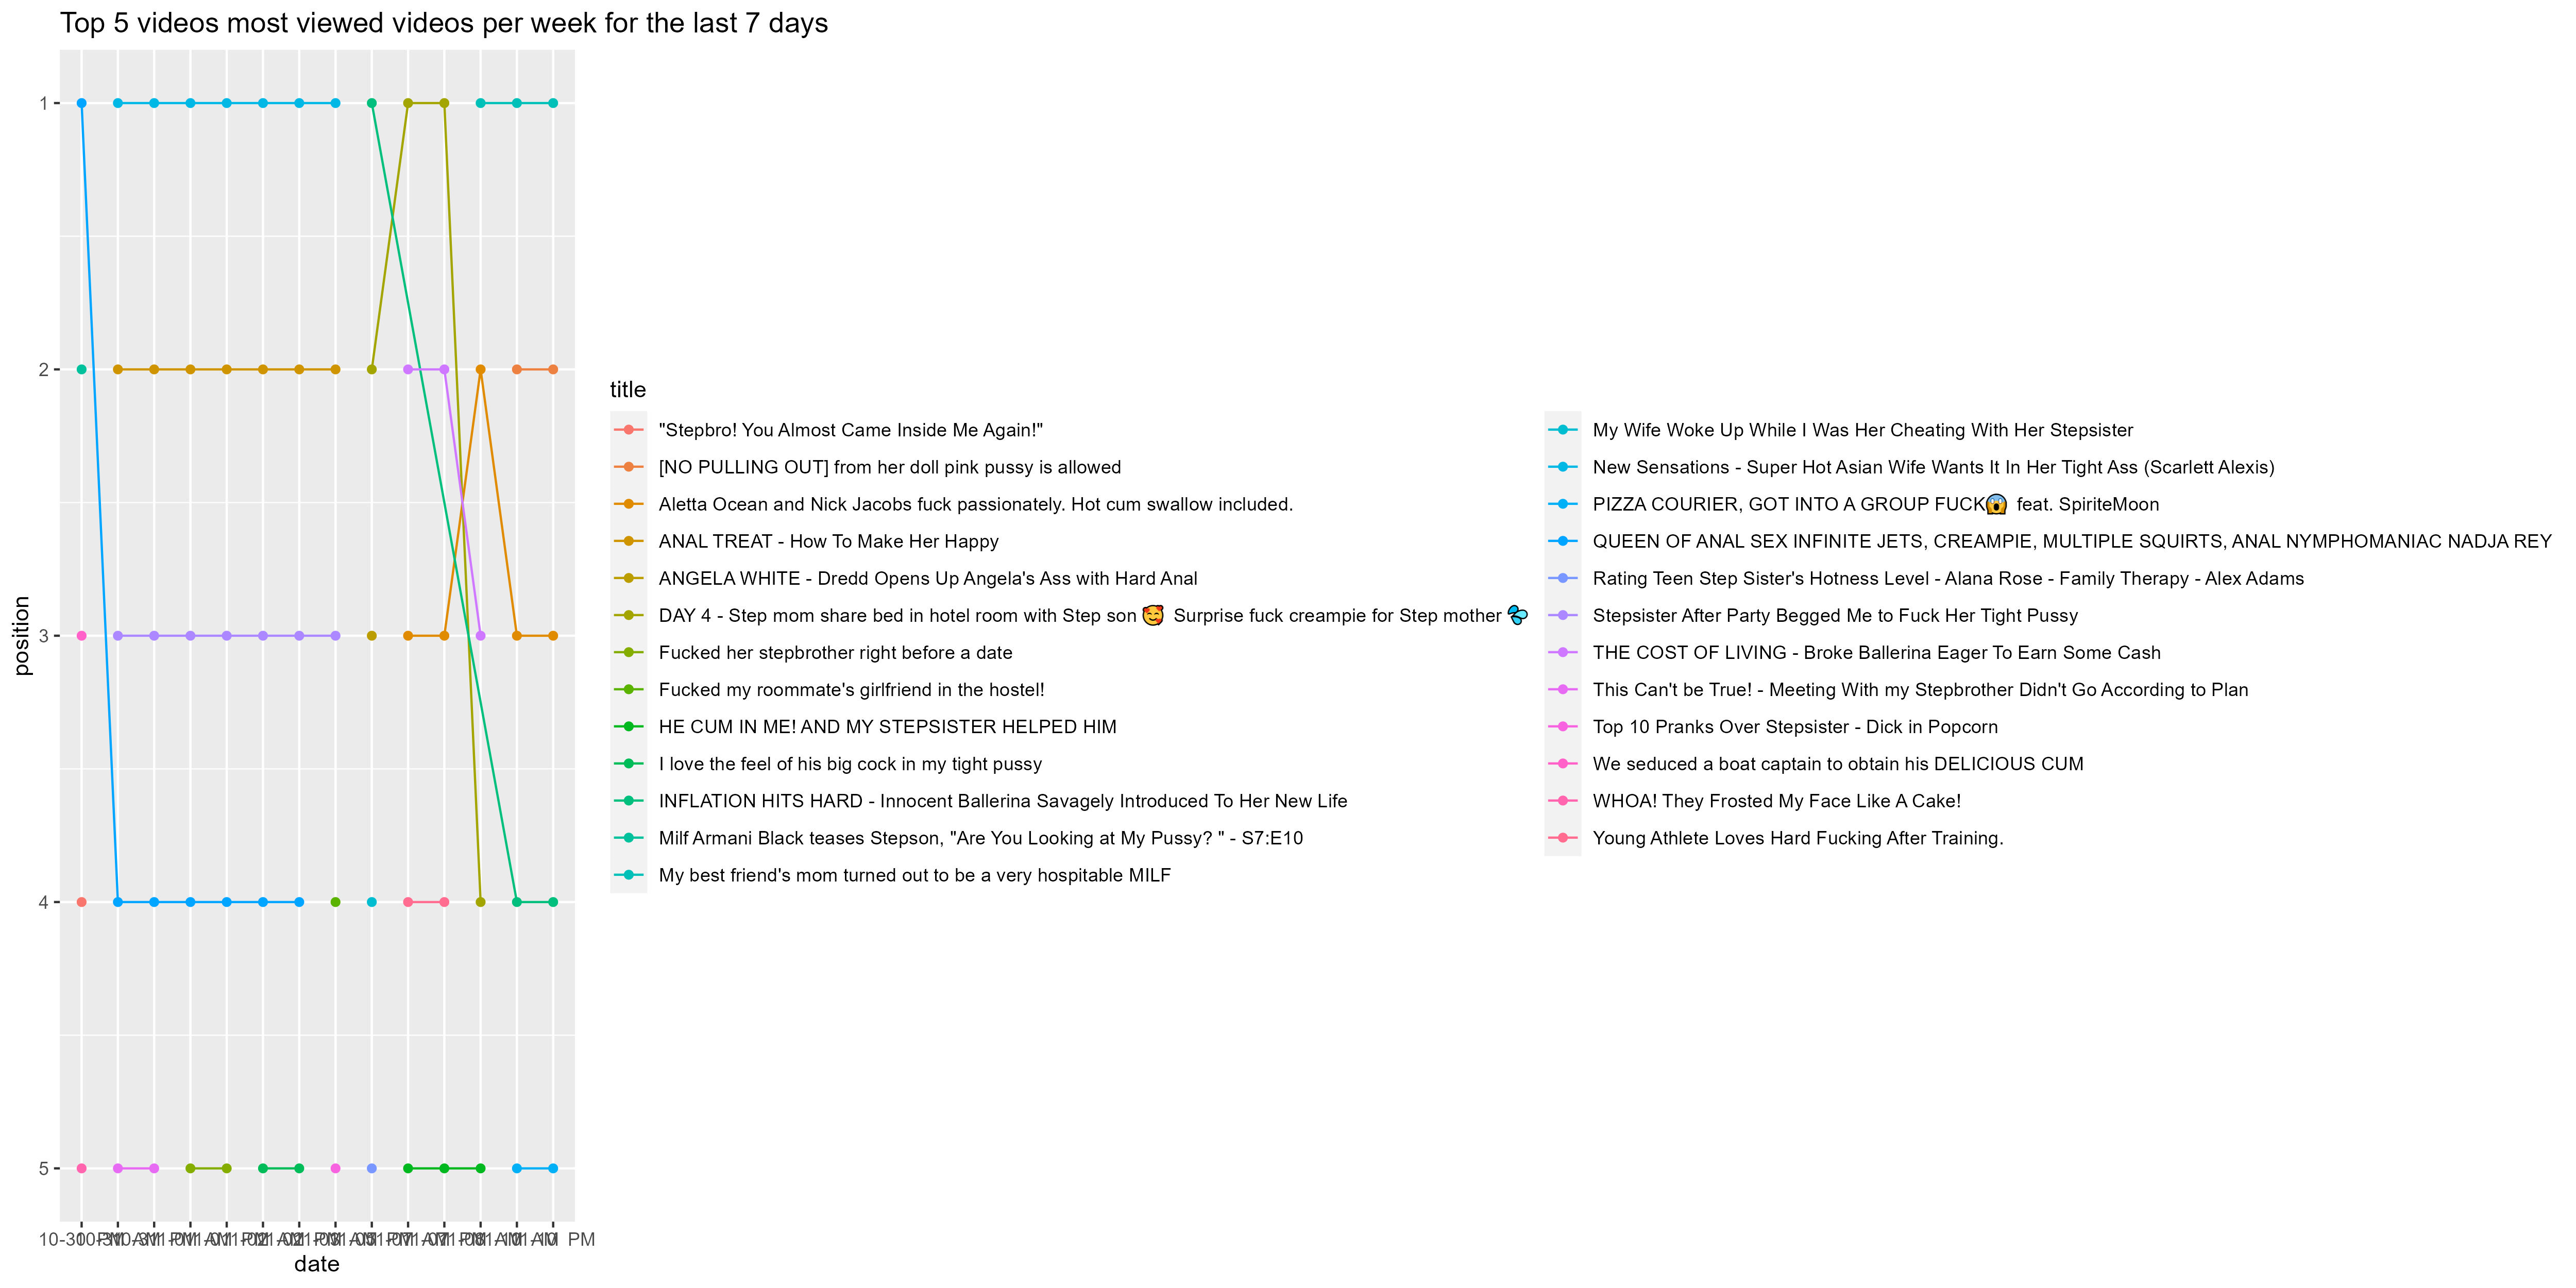 Top 5 videos most viewed videos per week for the last 7 days
1
2
3
4
5
position
date
title
"Stepbro! You Almost Came Inside Me Again!"
[NO PULLING OUT] from her doll pink pussy is allowed
Aletta Ocean and Nick Jacobs fuck passionately. Hot cum swallow included.
ANAL TREAT - How To Make Her Happy
ANGELA WHITE - Dredd Opens Up Angela's Ass with Hard Anal
DAY 4 - Step mom share bed in hotel room with Step son 🥰 Surprise fuck creampie for Step mother 💦
Fucked her stepbrother right before a date
Fucked my roommate's girlfriend in the hostel!
HE CUM IN ME! AND MY STEPSISTER HELPED HIM
I love the feel of his big cock in my tight pussy
INFLATION HITS HARD - Innocent Ballerina Savagely Introduced To Her New Life
Milf Armani Black teases Stepson, "Are You Looking at My Pussy? " - S7:E10
My best friend's mom turned out to be a very hospitable MILF
My Wife Woke Up While I Was Her Cheating With Her Stepsister
New Sensations - Super Hot Asian Wife Wants It In Her Tight Ass (Scarlett Alexis)
PIZZA COURIER, GOT INTO A GROUP FUCK😱 feat. SpiriteMoon
QUEEN OF ANAL SEX INFINITE JETS, CREAMPIE, MULTIPLE SQUIRTS, ANAL NYMPHOMANIAC NADJA REY
Rating Teen Step Sister's Hotness Level - Alana Rose - Family Therapy - Alex Adams
Stepsister After Party Begged Me to Fuck Her Tight Pussy
THE COST OF LIVING - Broke Ballerina Eager To Earn Some Cash
This Can't be True! - Meeting With my Stepbrother Didn't Go According to Plan
Top 10 Pranks Over Stepsister - Dick in Popcorn
We seduced a boat captain to obtain his DELICIOUS CUM
WHOA! They Frosted My Face Like A Cake!
Young Athlete Loves Hard Fucking After Training.